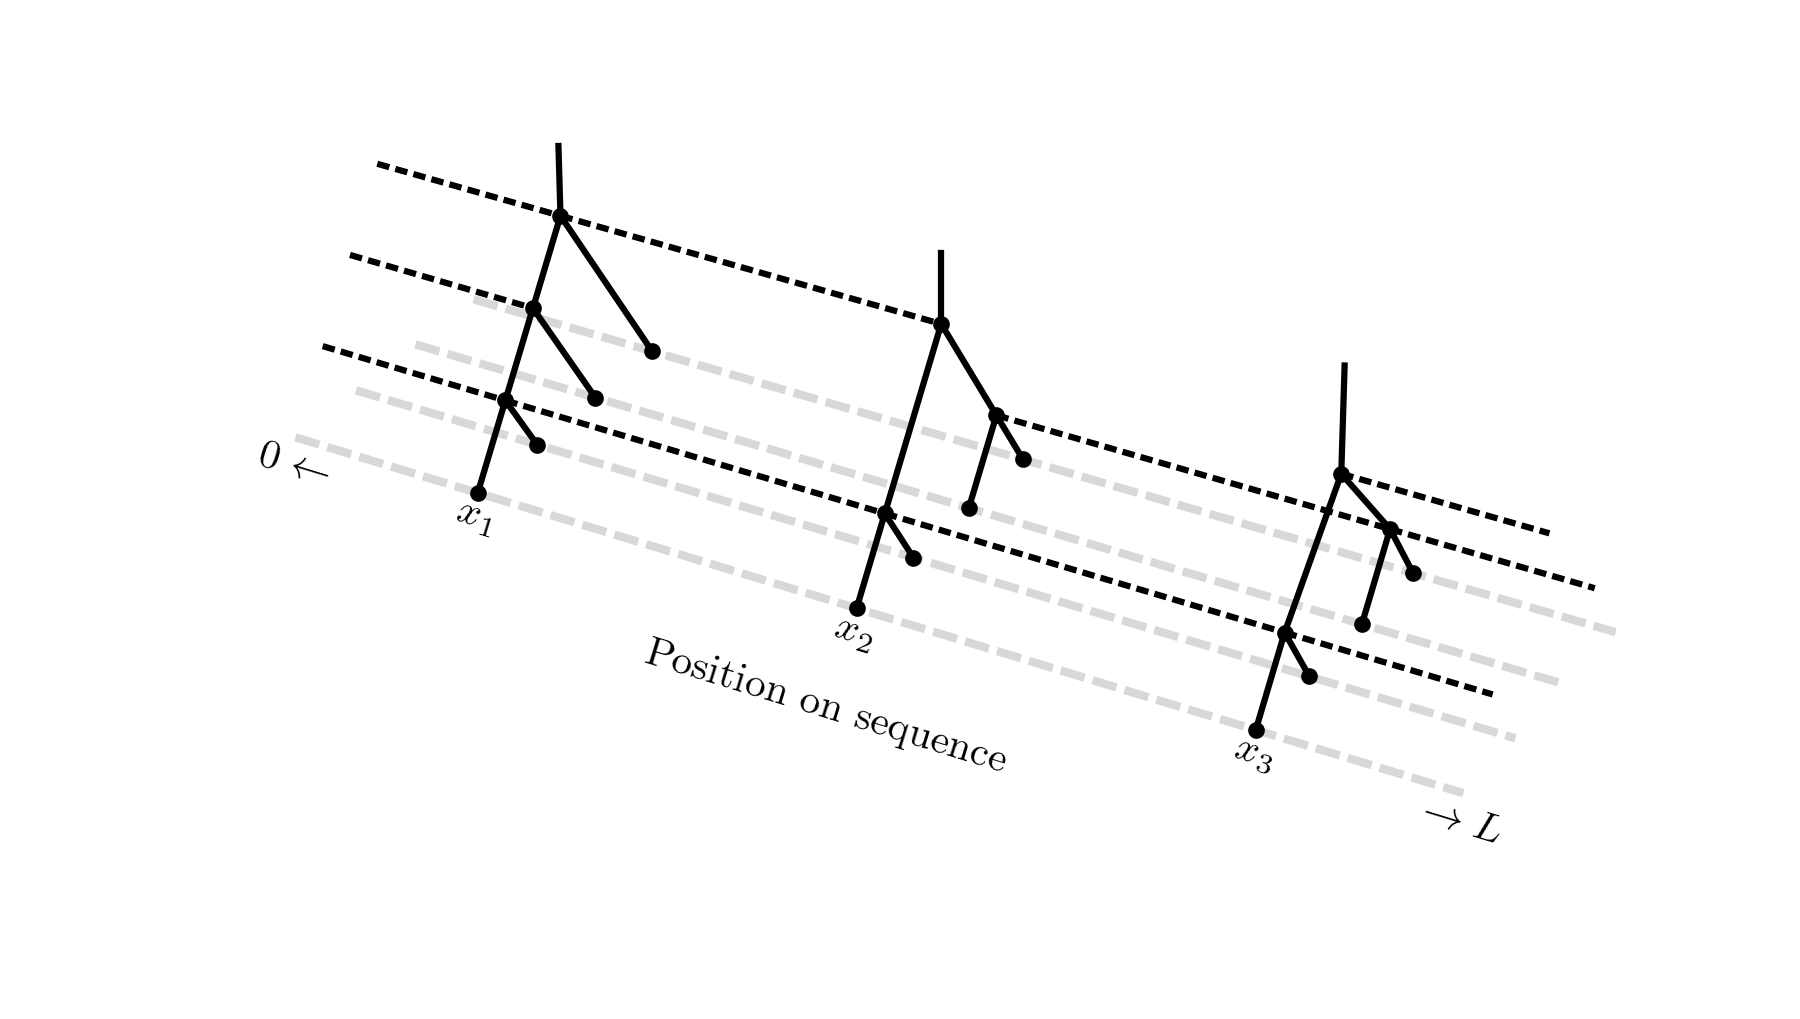 0 ←
x₁
x₂
x₃
Position on sequence
→ L